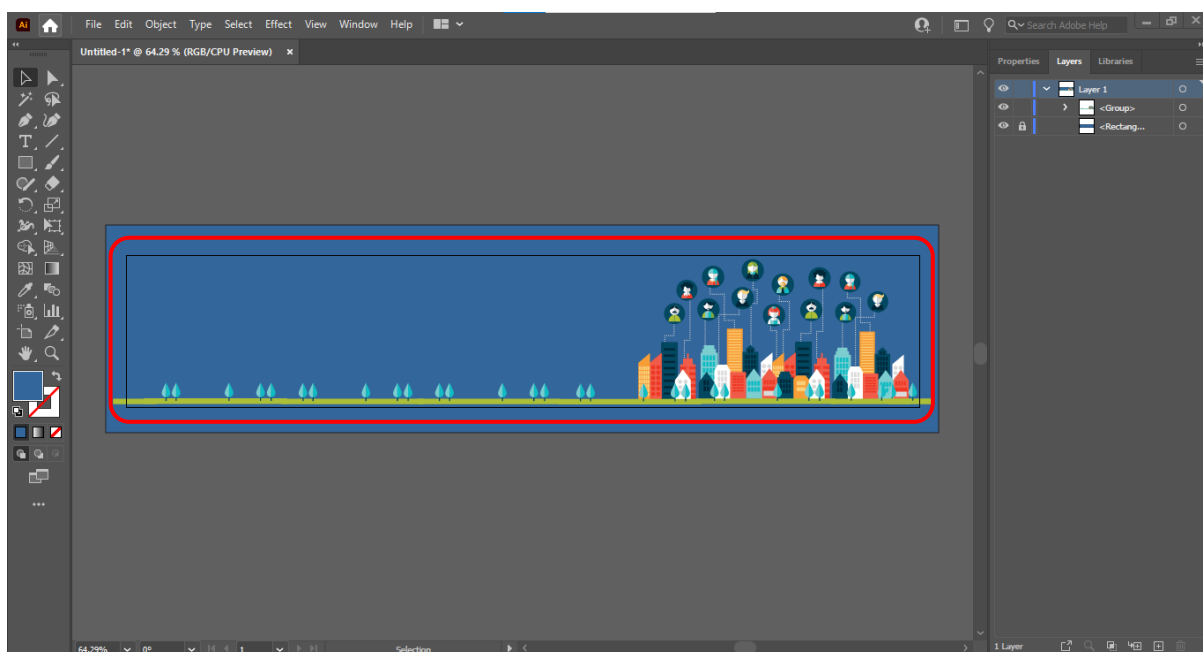 Ai File Edit Object Type Select Effect View Window Help Search Adobe Help
Untitled-1* @ 64.29 % (RGB/CPU Preview) ×
Properties Layers Libraries
Layer 1
<Group>
<Rectang...
T
64.29% 0° 1 Selection 1 Layer